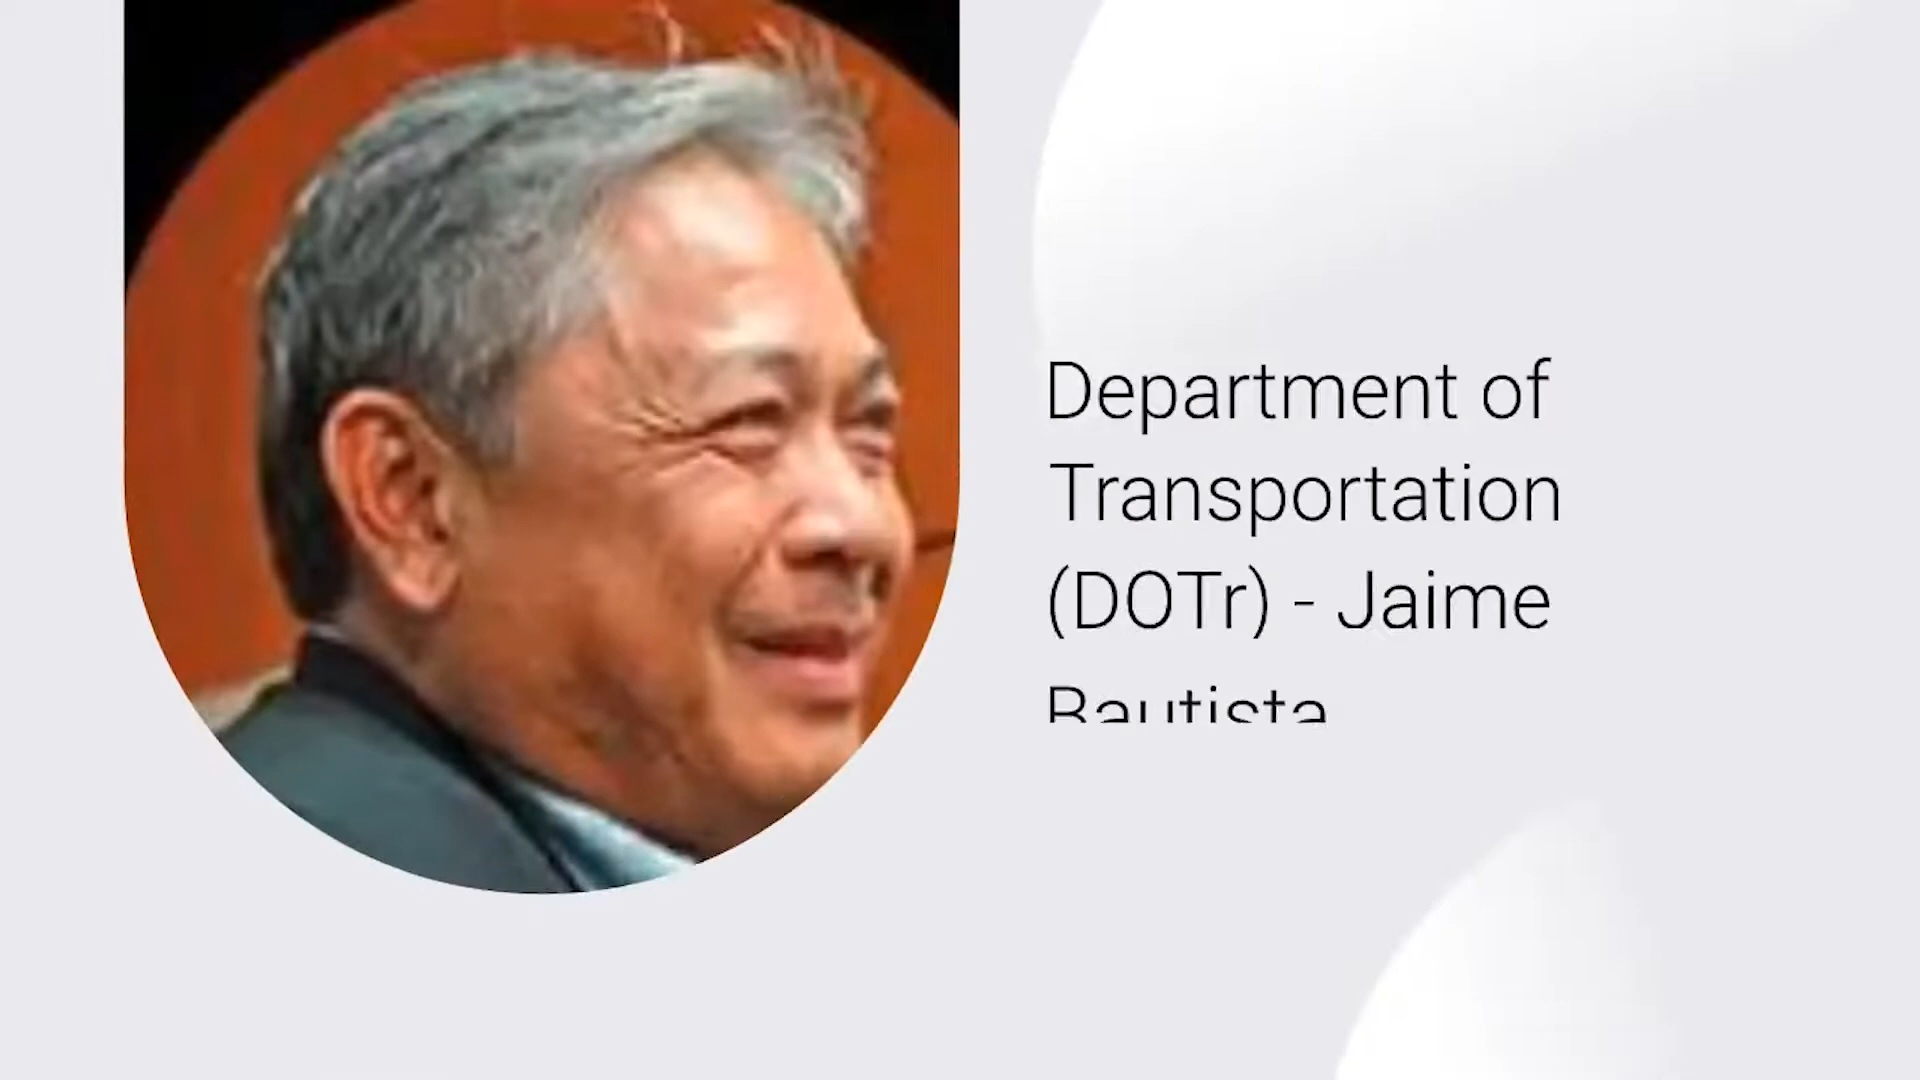 Department of
Transportation
(DOTr) - Jaime
Bautista